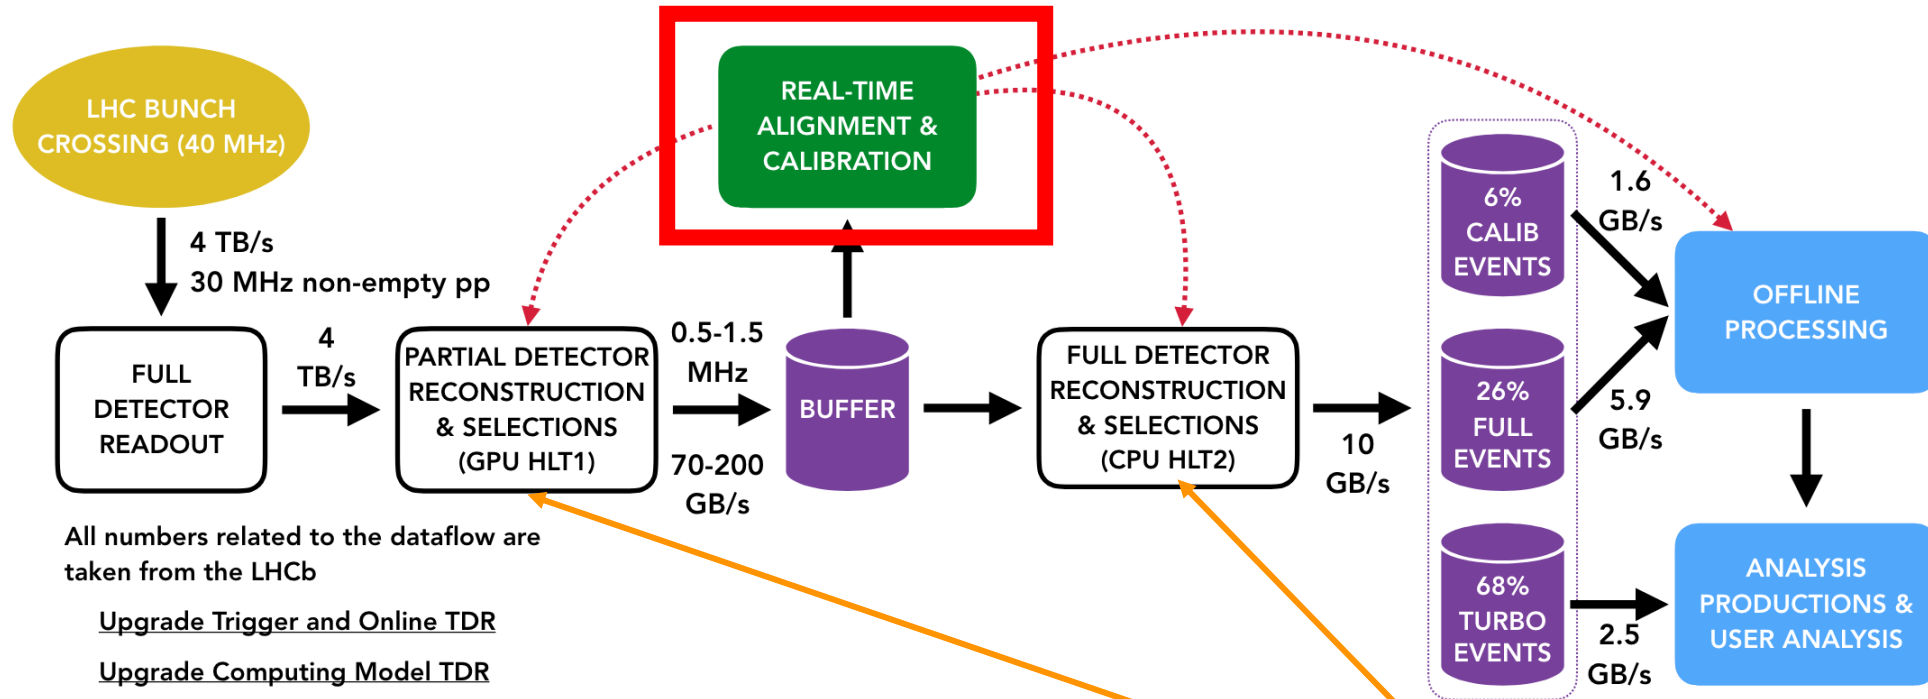 LHC BUNCH
CROSSING (40 MHz)
4 TB/s
30 MHz non-empty pp
FULL
DETECTOR
READOUT
4
TB/s
PARTIAL DETECTOR
RECONSTRUCTION
& SELECTIONS
(GPU HLT1)
0.5-1.5
MHz
70-200
GB/s
REAL-TIME
ALIGNMENT &
CALIBRATION
BUFFER
FULL DETECTOR
RECONSTRUCTION
& SELECTIONS
(CPU HLT2)
10
GB/s
6%
CALIB
EVENTS
1.6
GB/s
26%
FULL
EVENTS
5.9
GB/s
68%
TURBO
EVENTS
2.5
GB/s
OFFLINE
PROCESSING
ANALYSIS
PRODUCTIONS &
USER ANALYSIS
All numbers related to the dataflow are
taken from the LHCb
Upgrade Trigger and Online TDR
Upgrade Computing Model TDR